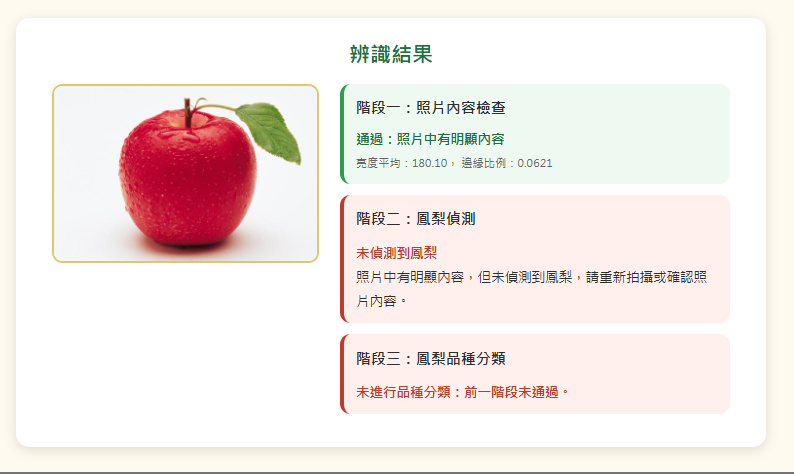 辨識結果
階段一：照片內容檢查
通過：照片中有明顯內容
亮度平均：180.10， 邊緣比例：0.0621
階段二：鳳梨偵測
未偵測到鳳梨
照片中有明顯內容，但未偵測到鳳梨，請重新拍攝或確認照
片內容。
階段三：鳳梨品種分類
未進行品種分類：前一階段未通過。